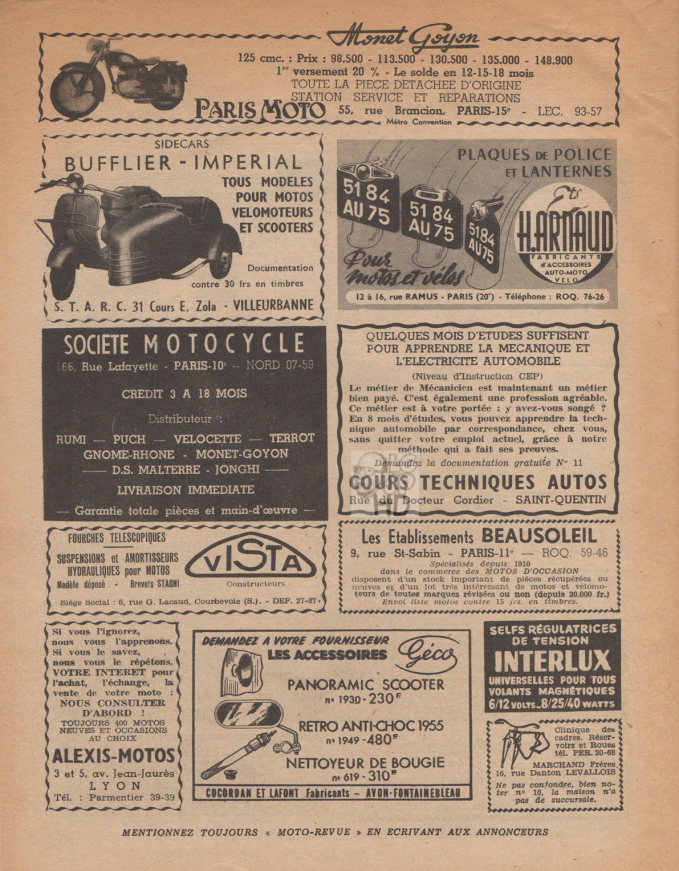 Monet Goyon
125 cmc. : Prix : 98.500 - 113.500 - 130.500 - 135.000 - 148.900
1er versement 20 % - Le solde en 12-15-18 mois
TOUTE LA PIECE DETACHEE D'ORIGINE
STATION SERVICE ET REPARATIONS
PARIS MOTO 55, rue Brancion, PARIS-15e - LEC. 93-57
Métro Convention
SIDECARS
BUFFLIER - IMPERIAL
TOUS MODELES
POUR MOTOS
VELOMOTEURS
ET SCOOTERS
Documentation
contre 30 frs en timbres
S. T. A. R. C. 31 Cours E. Zola - VILLEURBANNE
PLAQUES DE POLICE
ET LANTERNES
5184
AU 75
5184
AU 75
5184
AU 75
Ets
H. ARNAUD
FABRICANTS
d'ACCESSOIRES
AUTO-MOTO
VELO
Pour
motos et vélos
12 à 16, rue RAMUS - PARIS (20e) - Téléphone : ROQ. 76-26
SOCIETE MOTOCYCLE
166, Rue Lafayette - PARIS-10e - NORD 07-59
CREDIT 3 A 18 MOIS
Distributeur :
RUMI — PUCH — VELOCETTE — TERROT
GNOME-RHONE - MONET-GOYON
— D.S. MALTERRE - JONGHI —
LIVRAISON IMMEDIATE
— Garantie totale pièces et main-d'œuvre —
QUELQUES MOIS D'ETUDES SUFFISENT
POUR APPRENDRE LA MECANIQUE ET
L'ELECTRICITE AUTOMOBILE
(Niveau d'Instruction CEP)
Le métier de Mécanicien est maintenant un métier
bien payé. C'est également une profession agréable.
Ce métier est à votre portée : y avez-vous songé ?
En 8 mois d'études, vous pouvez apprendre la tech-
nique automobile par correspondance, chez vous,
sans quitter votre emploi actuel, grâce à notre
méthode qui a fait ses preuves.
Demandez la documentation gratuite N° 11
COURS TECHNIQUES AUTOS
Rue du Docteur Cordier - SAINT-QUENTIN
FOURCHES TELESCOPIQUES
SUSPENSIONS et AMORTISSEURS
HYDRAULIQUES pour MOTOS
Modèle déposé - Brevets STAGNI
VISTA
Constructeurs
Siège Social : 6, rue G. Lacaud, Courbevoie (S.). - DEF. 27-87
Les Etablissements BEAUSOLEIL
9, rue St-Sabin - PARIS-11e - ROQ. 59-46
Spécialisés depuis 1910
dans le commerce des MOTOS D'OCCASION
disposent d'un stock important de pièces récupérées ou
neuves et d'un lot très intéressant de motos et vélomo-
teurs de toutes marques révisées ou non (depuis 20.000 fr.)
Envoi liste motos contre 15 frs. en timbres.
Si vous l'ignorez,
nous vous l'apprenons.
Si vous le savez,
nous vous le répétons.
VOTRE INTERET pour
l'achat, l'échange, la
vente de votre moto :
NOUS CONSULTER
D'ABORD !
TOUJOURS 400 MOTOS
NEUVES ET OCCASIONS
AU CHOIX
ALEXIS-MOTOS
3 et 5, av. Jean-Jaurès
LYON
Tél. : Parmentier 39-39
DEMANDEZ A VOTRE FOURNISSEUR
LES ACCESSOIRES Géco
PANORAMIC SCOOTER
n° 1930 - 230F
RETRO ANTI-CHOC 1955
n° 1949 - 480F
NETTOYEUR DE BOUGIE
n° 619 - 310F
COCORDAN ET LAFONT Fabricants - AVON-FONTAINEBLEAU
SELFS RÉGULATRICES
DE TENSION
INTERLUX
UNIVERSELLES POUR TOUS
VOLANTS MAGNÉTIQUES
6/12 VOLTS_8/25/40 WATTS
Clinique des
cadres. Réser-
voirs et Roues
tél. PER. 20-68
MARCHAND Frères
16, rue Danton LEVALLOIS
Ne pas confondre, bien no-
ter n° 16, la maison n'a
pas de succursale.
MENTIONNEZ TOUJOURS « MOTO-REVUE » EN ECRIVANT AUX ANNONCEURS